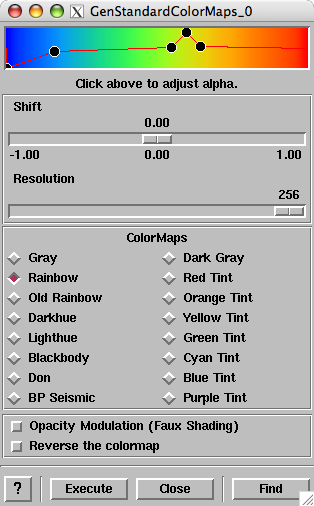 GenStandardColorMaps_0
Click above to adjust alpha.
Shift
0.00
-1.00 0.00 1.00
Resolution
256
ColorMaps
Gray Dark Gray
Rainbow Red Tint
Old Rainbow Orange Tint
Darkhue Yellow Tint
Lighthue Green Tint
Blackbody Cyan Tint
Don Blue Tint
BP Seismic Purple Tint
Opacity Modulation (Faux Shading)
Reverse the colormap
? Execute Close Find